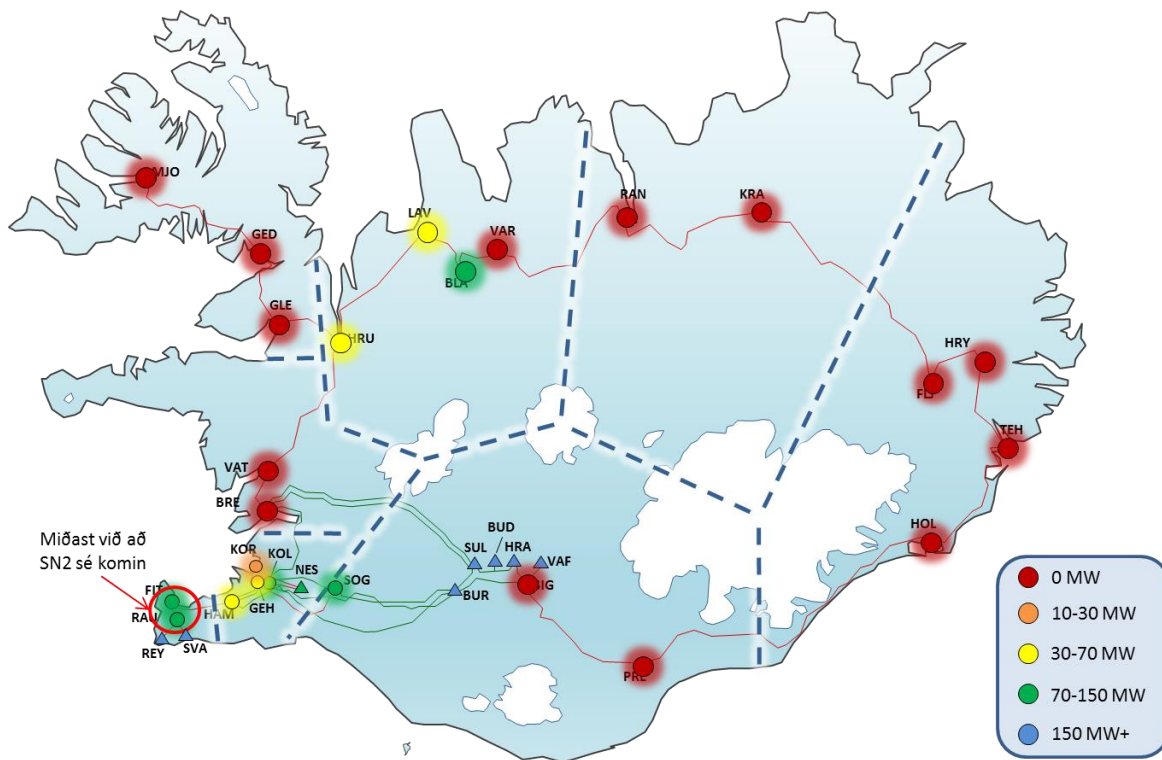 MJO
GED
GLE
HRU
LAV
VAR
BLA
RAN
KRA
HRY
FLJ
TEH
HOL
VAT
BRE
Miðast við að
SN2 sé komin
KOR
KOL
NES
SOG
GEH
HAM
FIT
RAU
REY
SVA
SUL
BUD
HRA
VAF
BUR
SIG
PRE
0 MW
10-30 MW
30-70 MW
70-150 MW
150 MW+